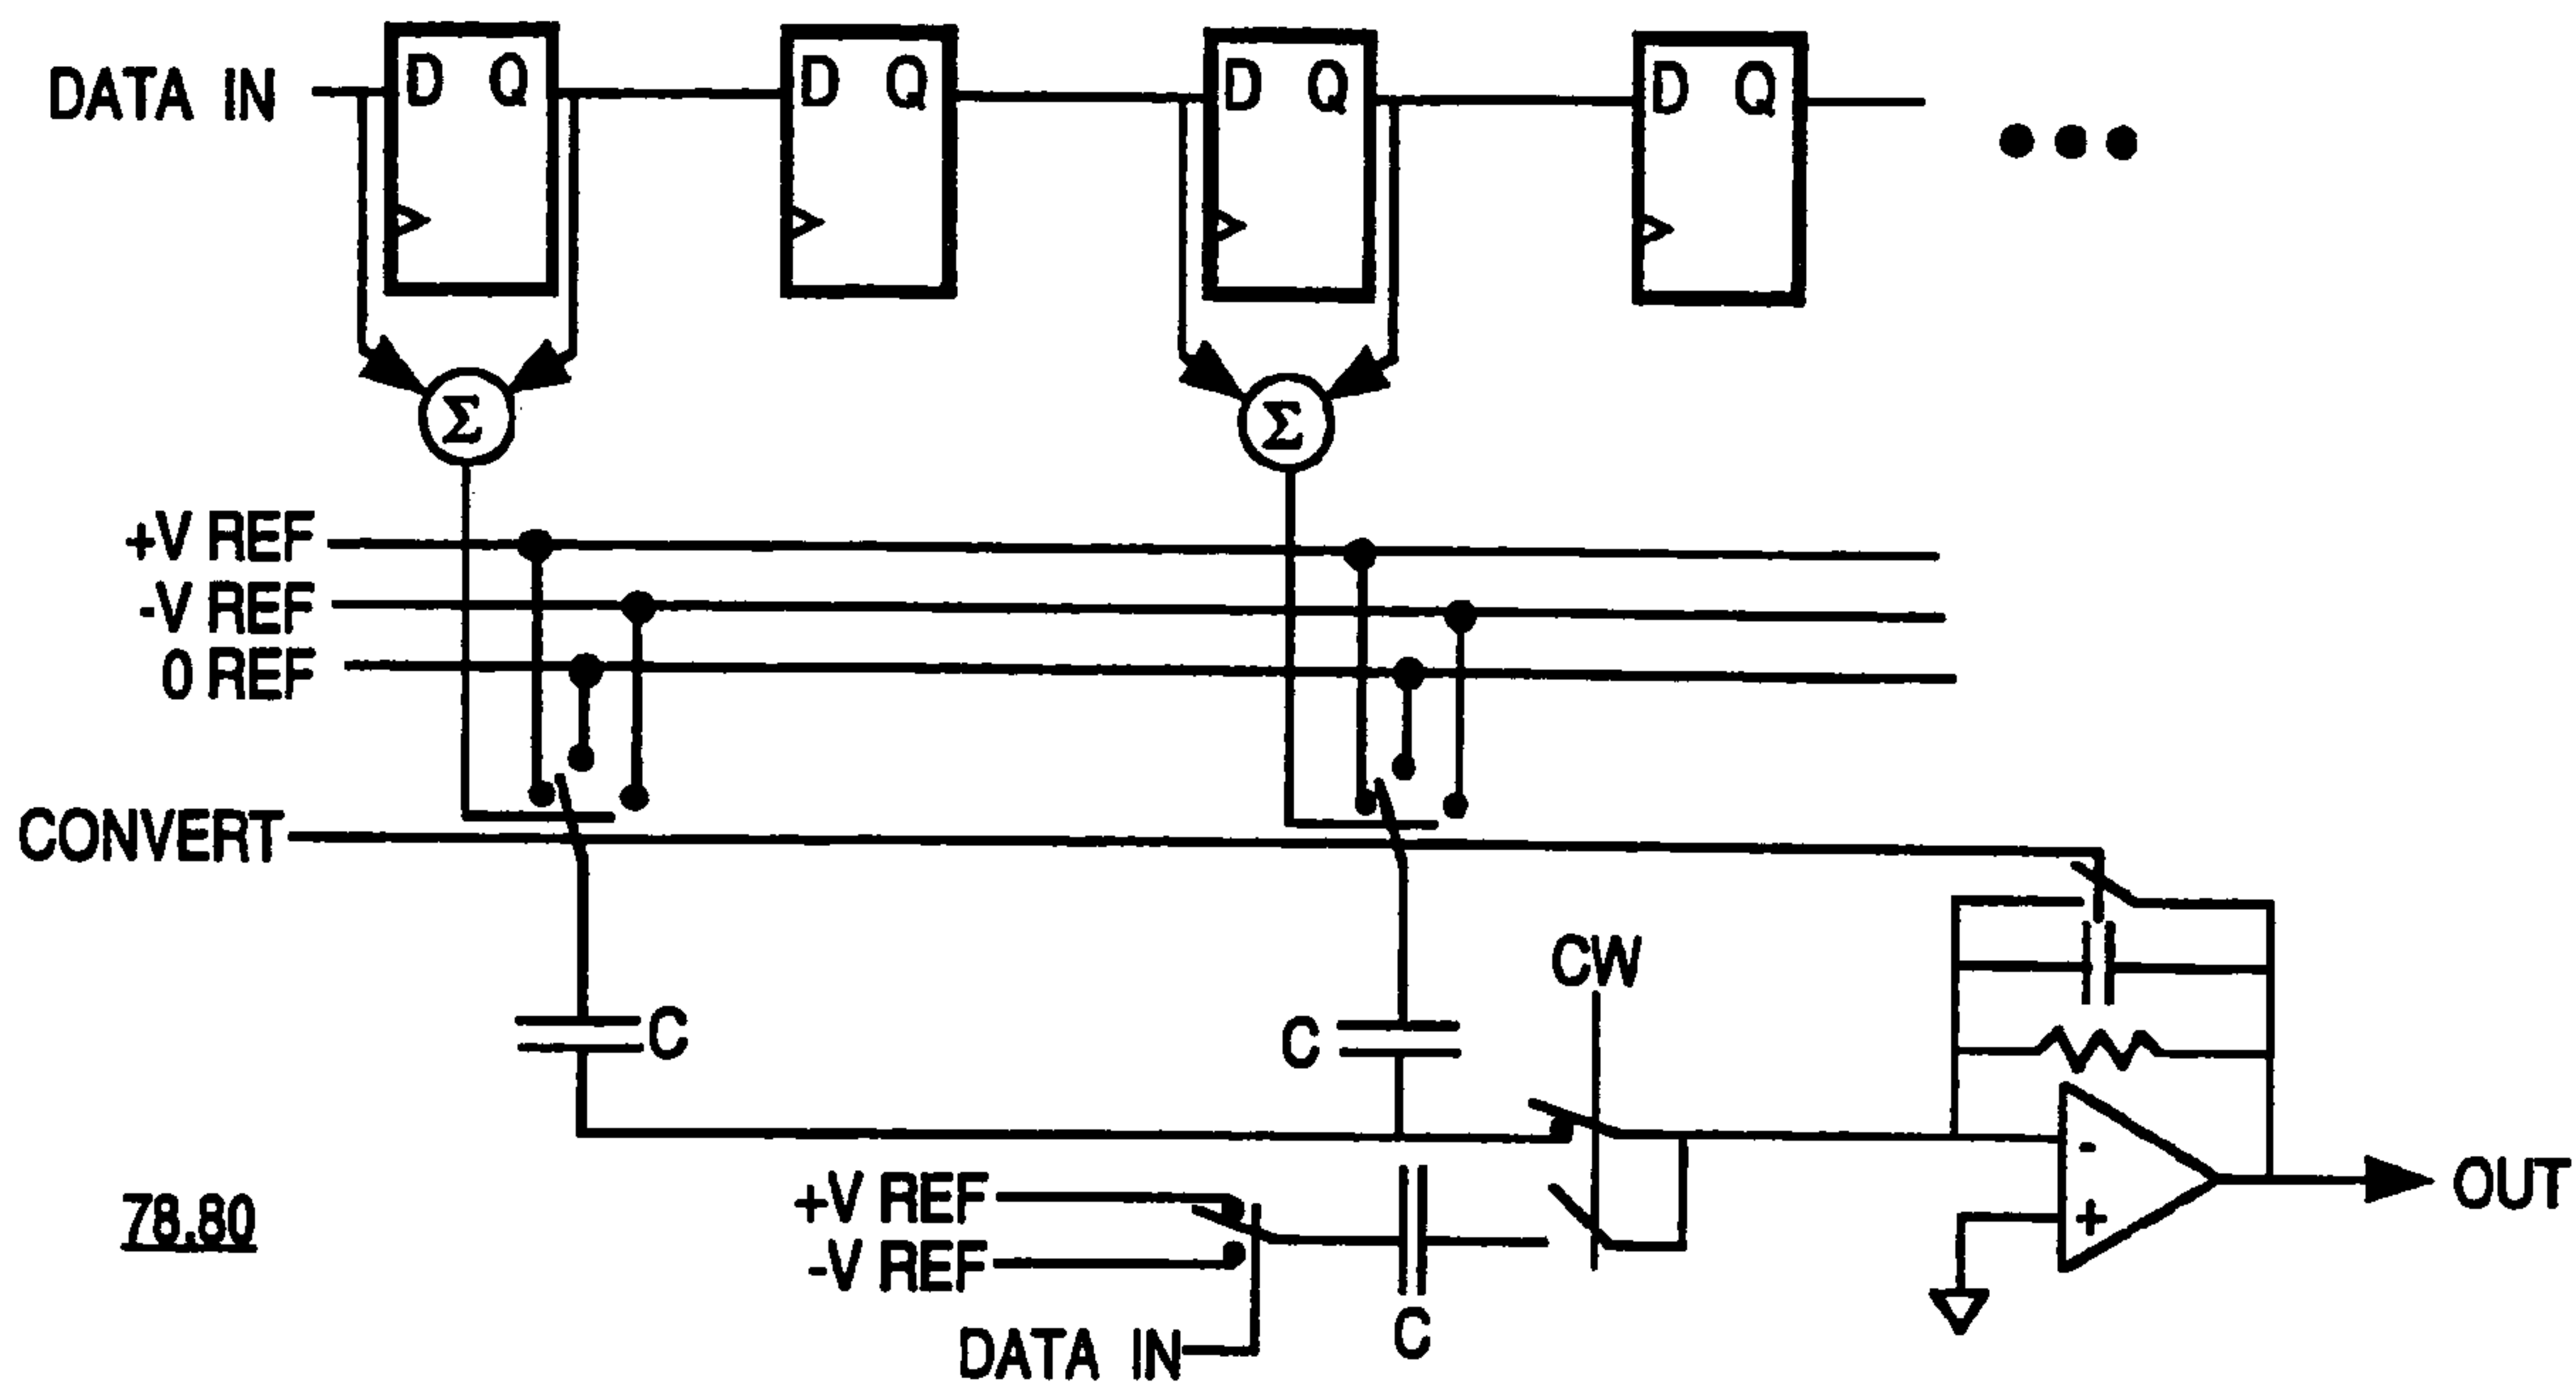 DATA IN
D Q
D Q
D Q
D Q
Σ
Σ
+V REF
-V REF
0 REF
CONVERT
C
C
CW
+V REF
-V REF
C
DATA IN
-
+
OUT
78.80